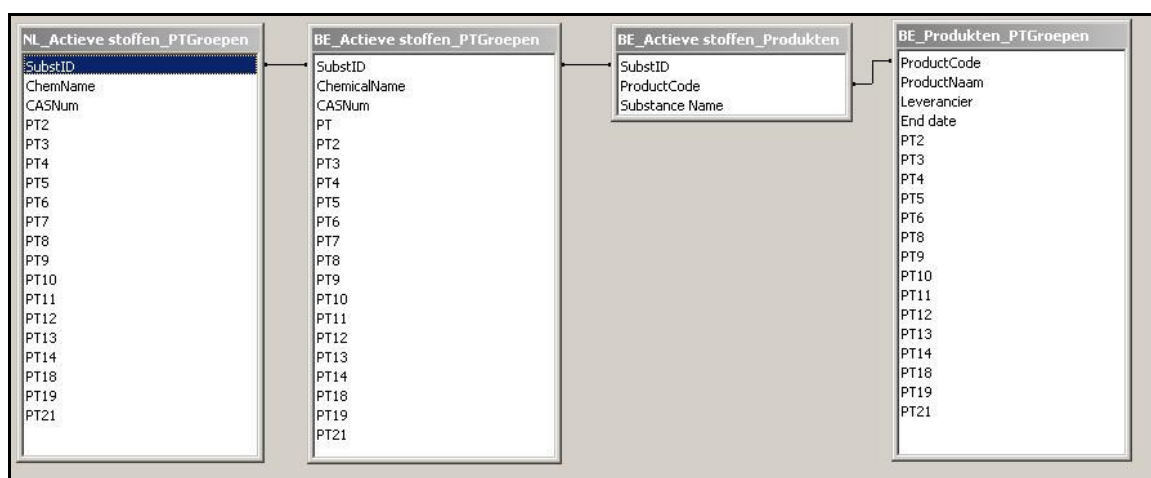 NL_Actieve stoffen_PTGroepen
SubstID
ChemName
CASNum
PT2
PT3
PT4
PT5
PT6
PT7
PT8
PT9
PT10
PT11
PT12
PT13
PT14
PT18
PT19
PT21
BE_Actieve stoffen_PTGroepen
SubstID
ChemicalName
CASNum
PT
PT2
PT3
PT4
PT5
PT6
PT7
PT8
PT9
PT10
PT11
PT12
PT13
PT14
PT18
PT19
PT21
BE_Actieve stoffen_Produkten
SubstID
ProductCode
Substance Name
BE_Produkten_PTGroepen
ProductCode
ProductNaam
Leverancier
End date
PT2
PT3
PT4
PT5
PT6
PT8
PT9
PT10
PT11
PT12
PT13
PT14
PT18
PT19
PT21